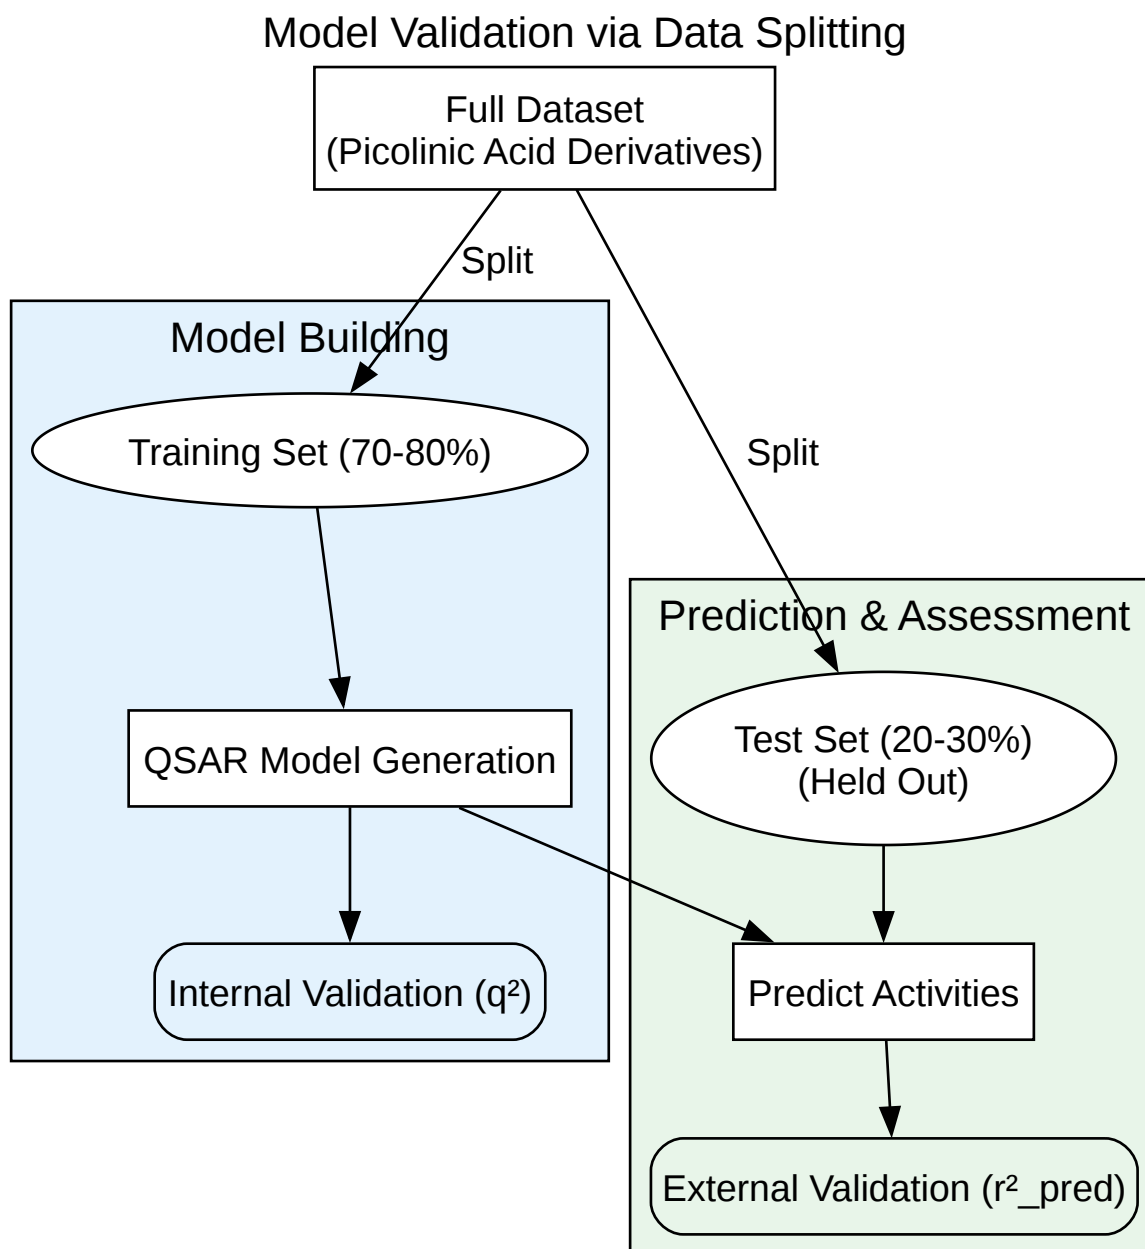 Model Validation via Data Splitting
Full Dataset
(Picolinic Acid Derivatives)
Split
Model Building
Training Set (70-80%)
Split
Prediction & Assessment
QSAR Model Generation
Test Set (20-30%)
(Held Out)
Internal Validation (q²)
Predict Activities
External Validation (r²_pred)